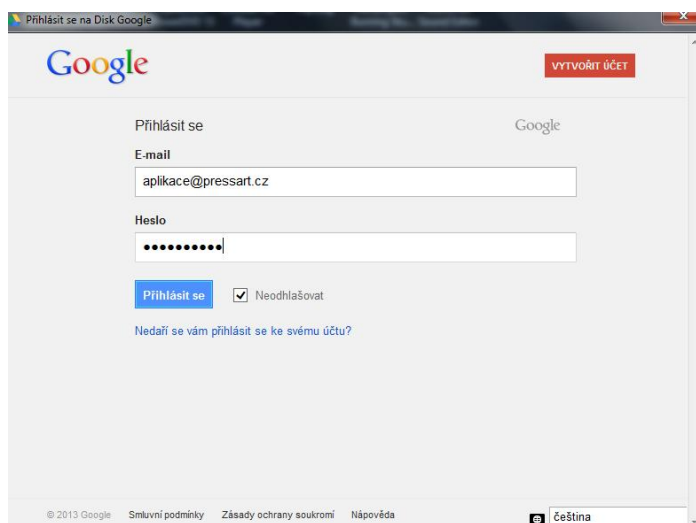 Přihlásit se na Disk Google
Google
VYTVOŘIT ÚČET
Přihlásit se
Google
E-mail
aplikace@pressart.cz
Heslo
●●●●●●●●●●
Přihlásit se
Neodhlašovat
Nedaří se vám přihlásit se ke svému účtu?
© 2013 Google Smluvní podmínky Zásady ochrany soukromí Nápověda
čeština